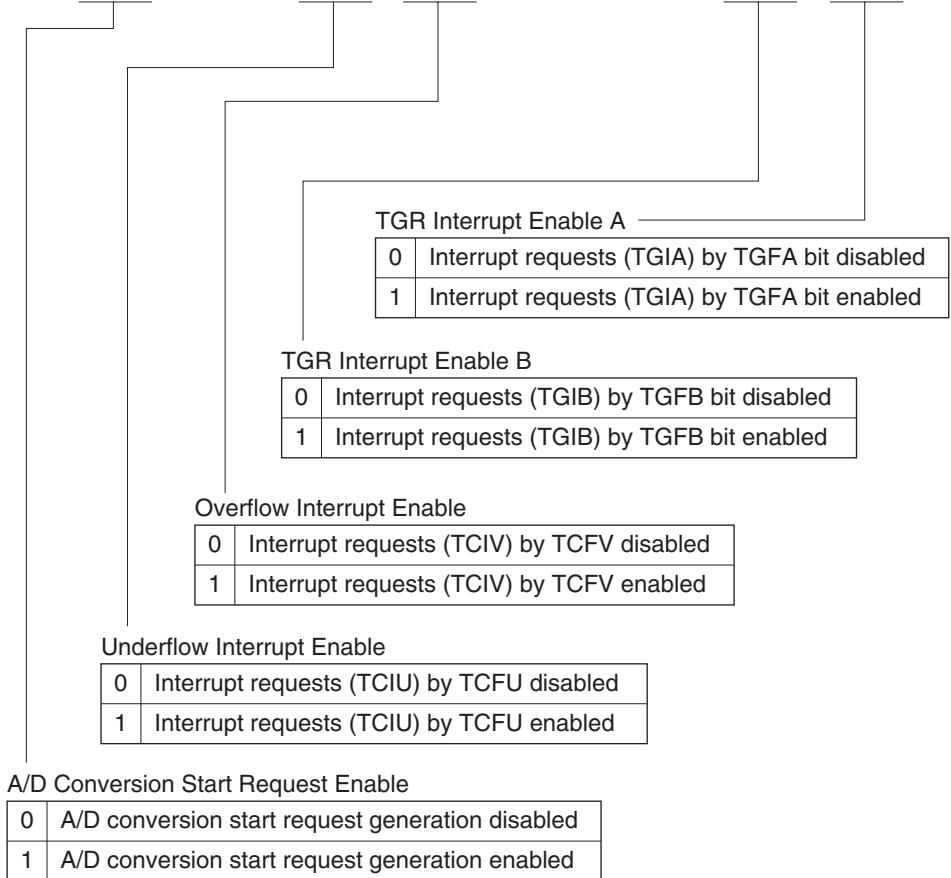 TGR Interrupt Enable A
0 Interrupt requests (TGIA) by TGFA bit disabled
1 Interrupt requests (TGIA) by TGFA bit enabled
TGR Interrupt Enable B
0 Interrupt requests (TGIB) by TGFB bit disabled
1 Interrupt requests (TGIB) by TGFB bit enabled
Overflow Interrupt Enable
0 Interrupt requests (TCIV) by TCFV disabled
1 Interrupt requests (TCIV) by TCFV enabled
Underflow Interrupt Enable
0 Interrupt requests (TCIU) by TCFU disabled
1 Interrupt requests (TCIU) by TCFU enabled
A/D Conversion Start Request Enable
0 A/D conversion start request generation disabled
1 A/D conversion start request generation enabled